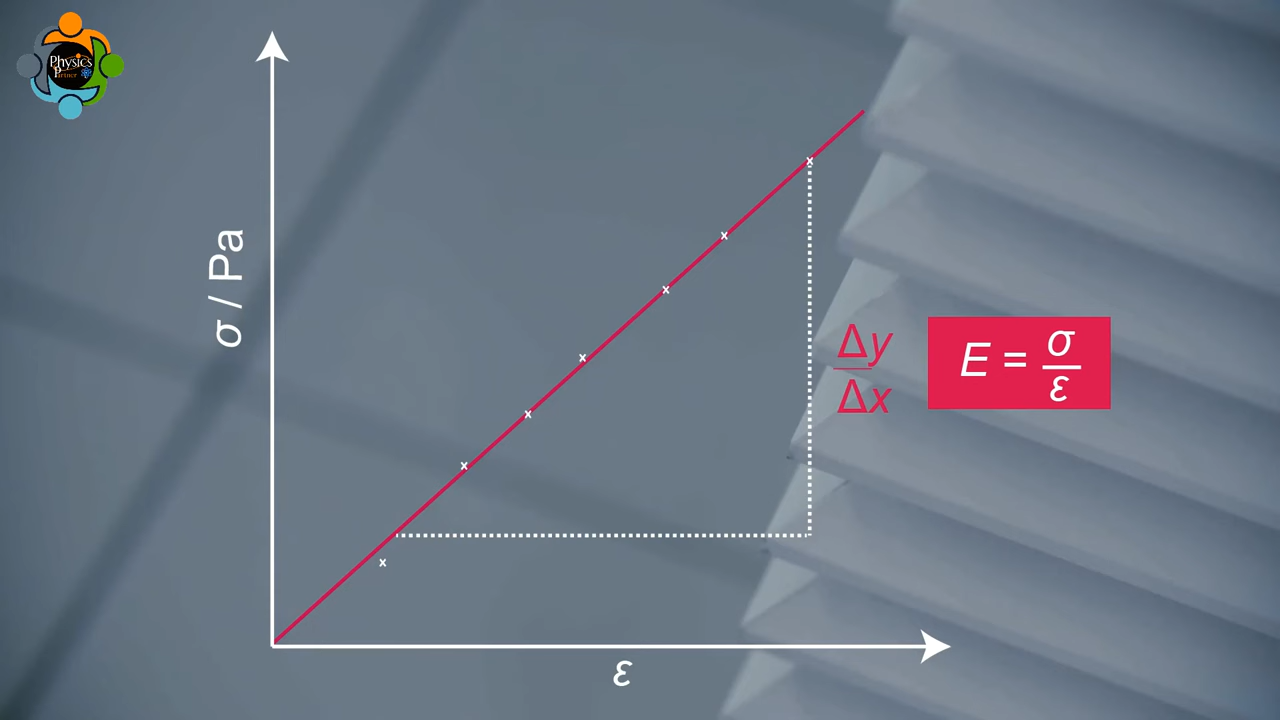 Physics
Partner
σ / Pa
Δy
Δx
E = σ/ε
ε